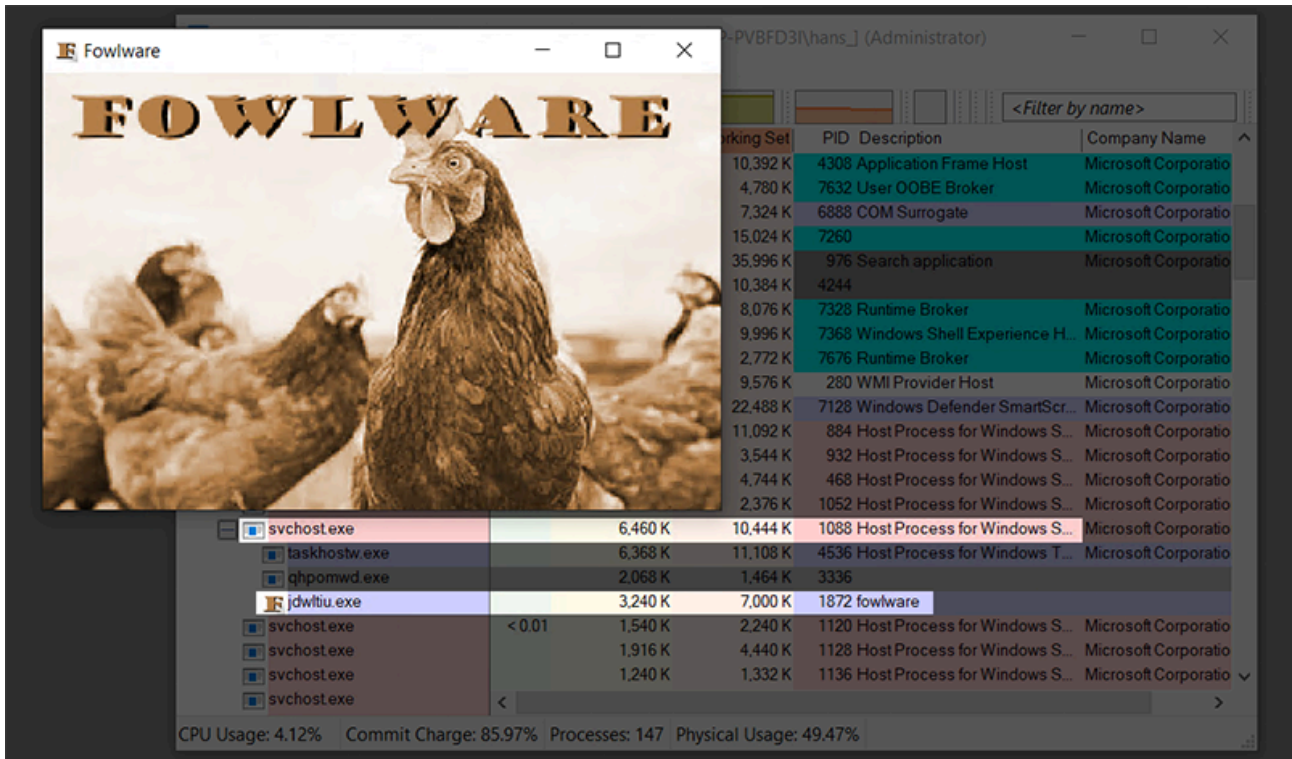 Fowlware
FOWLWARE
P-PVBFD3I\hans_] (Administrator)
<Filter by name>
rking Set PID Description Company Name
10,392 K 4308 Application Frame Host Microsoft Corporatio
4,780 K 7632 User OOBE Broker Microsoft Corporatio
7,324 K 6888 COM Surrogate Microsoft Corporatio
15,024 K 7260 Microsoft Corporatio
35,996 K 976 Search application Microsoft Corporatio
10,384 K 4244
8,076 K 7328 Runtime Broker Microsoft Corporatio
9,996 K 7368 Windows Shell Experience H... Microsoft Corporatio
2,772 K 7676 Runtime Broker Microsoft Corporatio
9,576 K 280 WMI Provider Host Microsoft Corporatio
22,488 K 7128 Windows Defender SmartScr... Microsoft Corporatio
11,092 K 884 Host Process for Windows S... Microsoft Corporatio
3,544 K 932 Host Process for Windows S... Microsoft Corporatio
4,744 K 468 Host Process for Windows S... Microsoft Corporatio
2,376 K 1052 Host Process for Windows S... Microsoft Corporatio
svchost.exe 6,460 K 10,444 K 1088 Host Process for Windows S... Microsoft Corporatio
taskhostw.exe 6,368 K 11,108 K 4536 Host Process for Windows T... Microsoft Corporatio
qhpomwd.exe 2,068 K 1,464 K 3336
jdwltiu.exe 3,240 K 7,000 K 1872 fowlware
svchost.exe < 0.01 1,540 K 2,240 K 1120 Host Process for Windows S... Microsoft Corporatio
svchost.exe 1,916 K 4,440 K 1128 Host Process for Windows S... Microsoft Corporatio
svchost.exe 1,240 K 1,332 K 1136 Host Process for Windows S... Microsoft Corporatio
svchost.exe
CPU Usage: 4.12% Commit Charge: 85.97% Processes: 147 Physical Usage: 49.47%